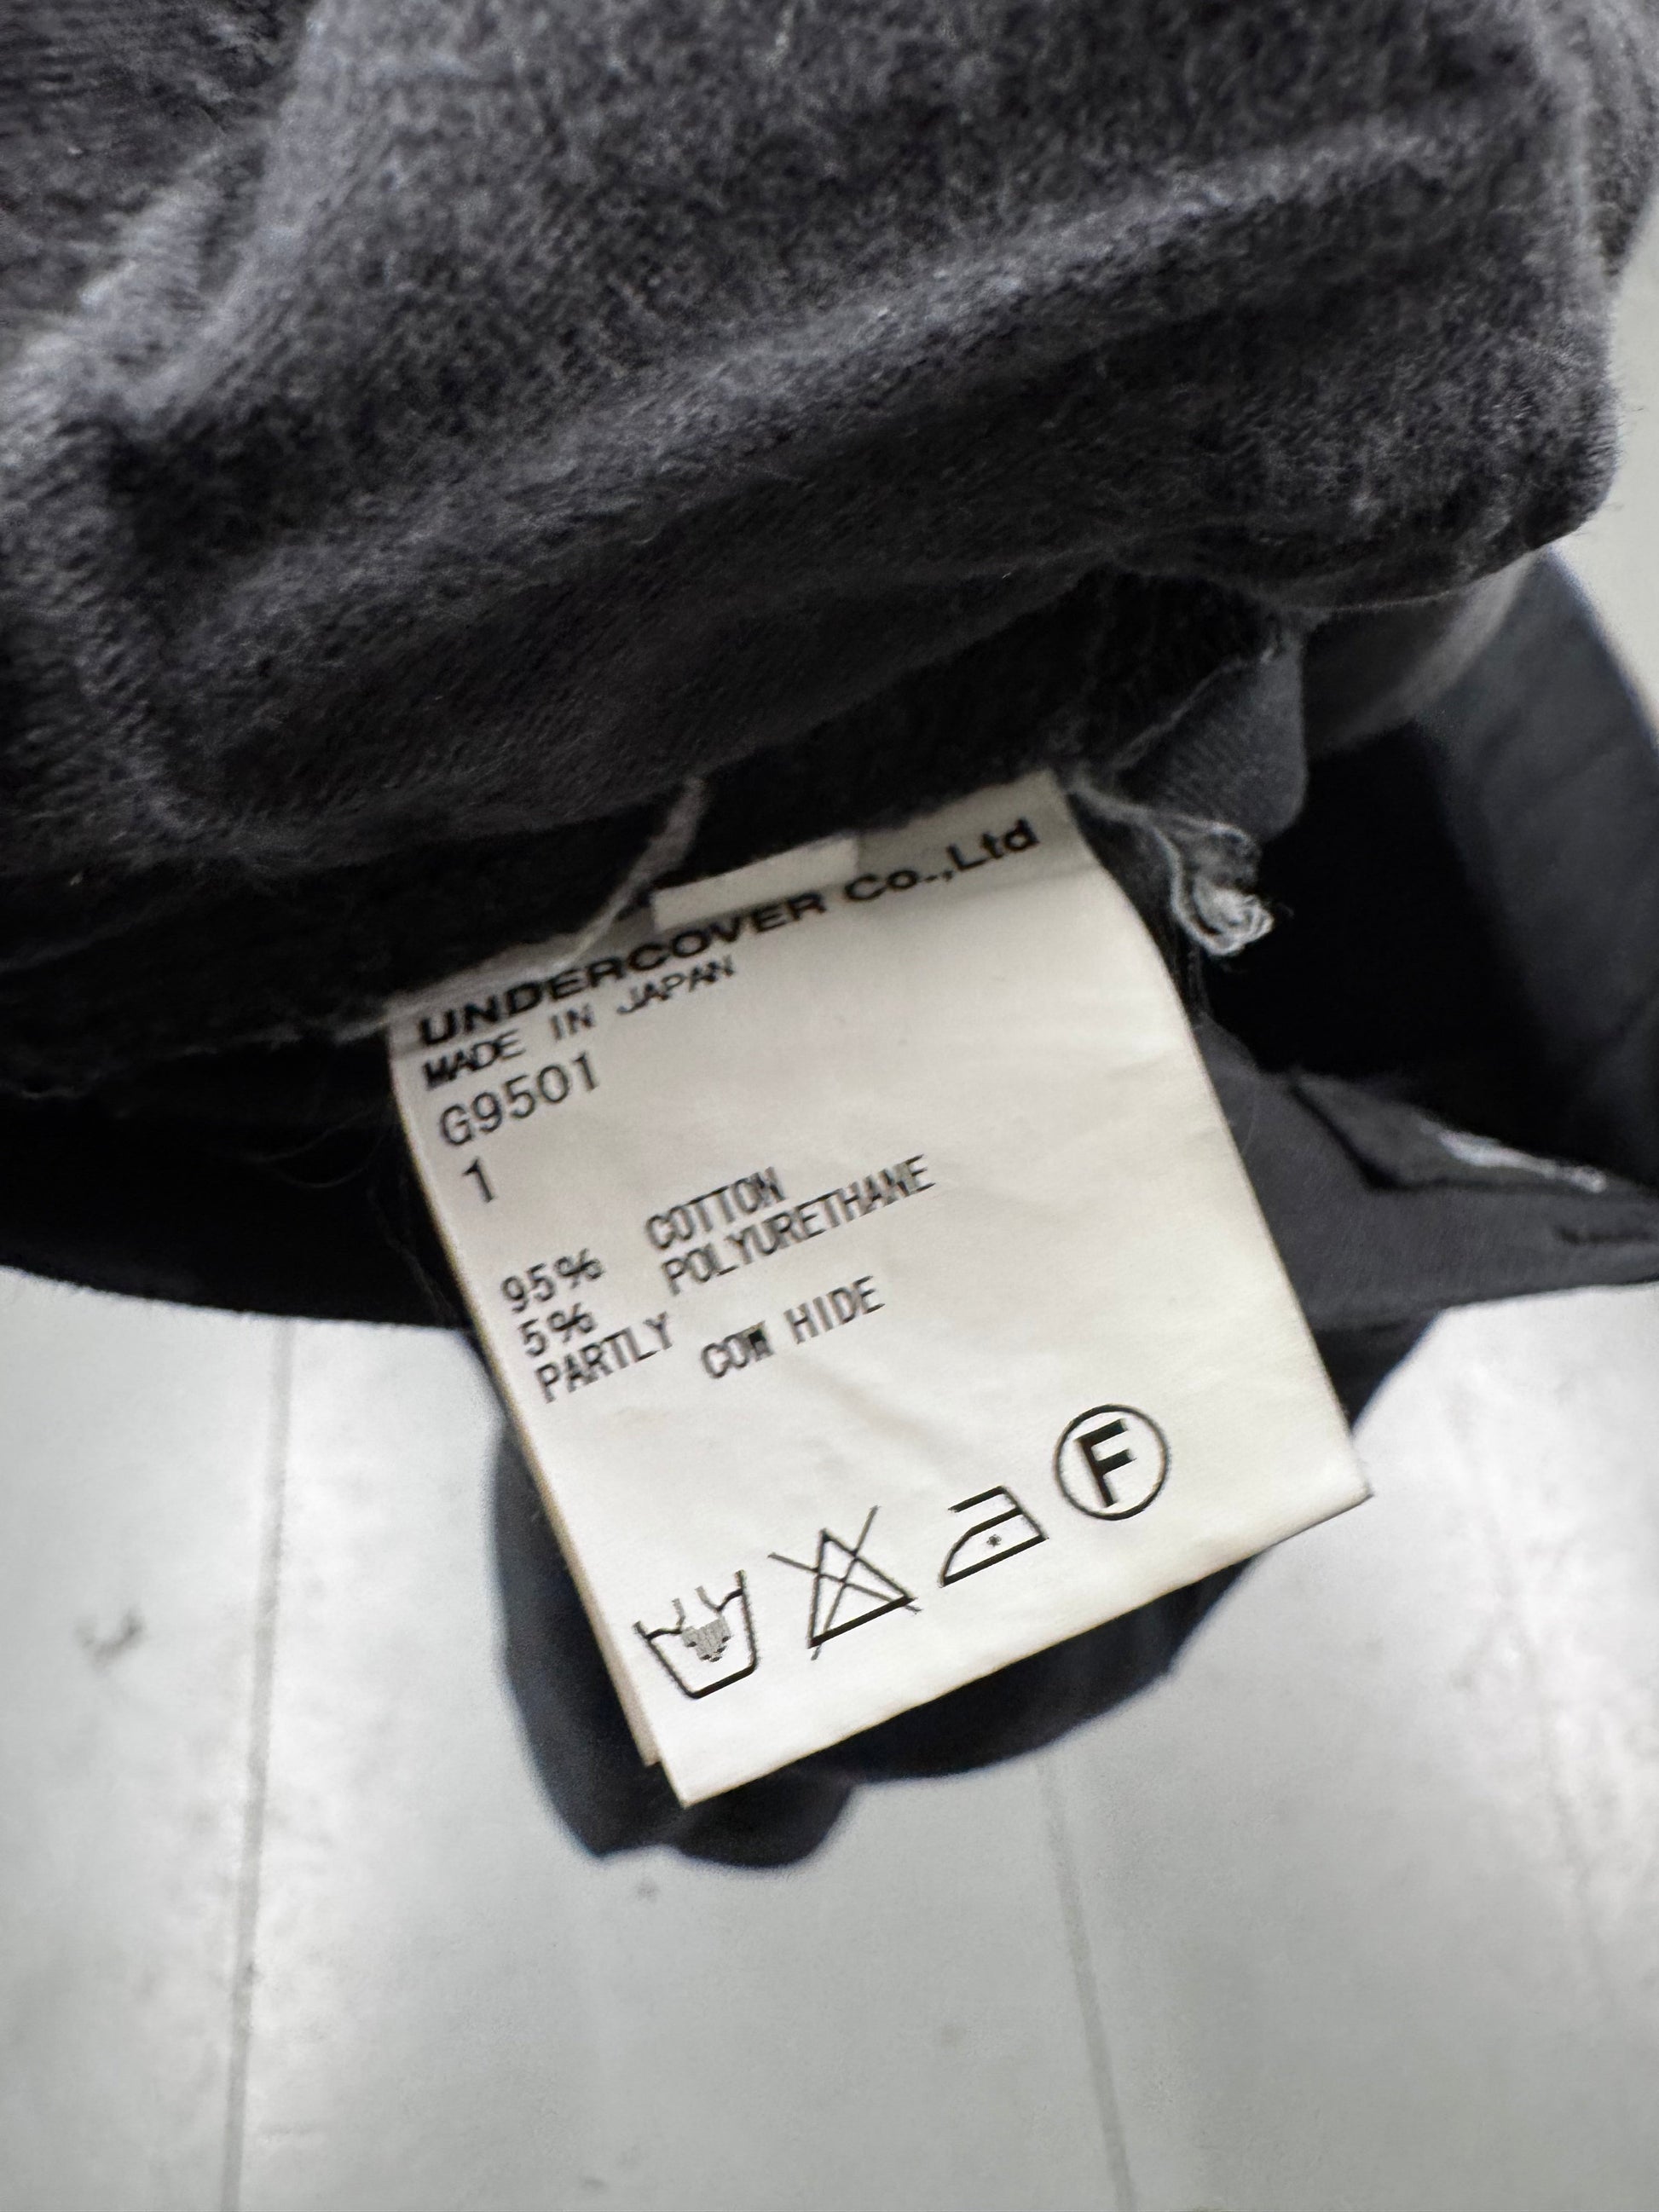 UNDERCOVER Co.,Ltd
MADE IN JAPAN
G9501
1
95% COTTON
5% POLYURETHANE
PARTLY COW HIDE
F